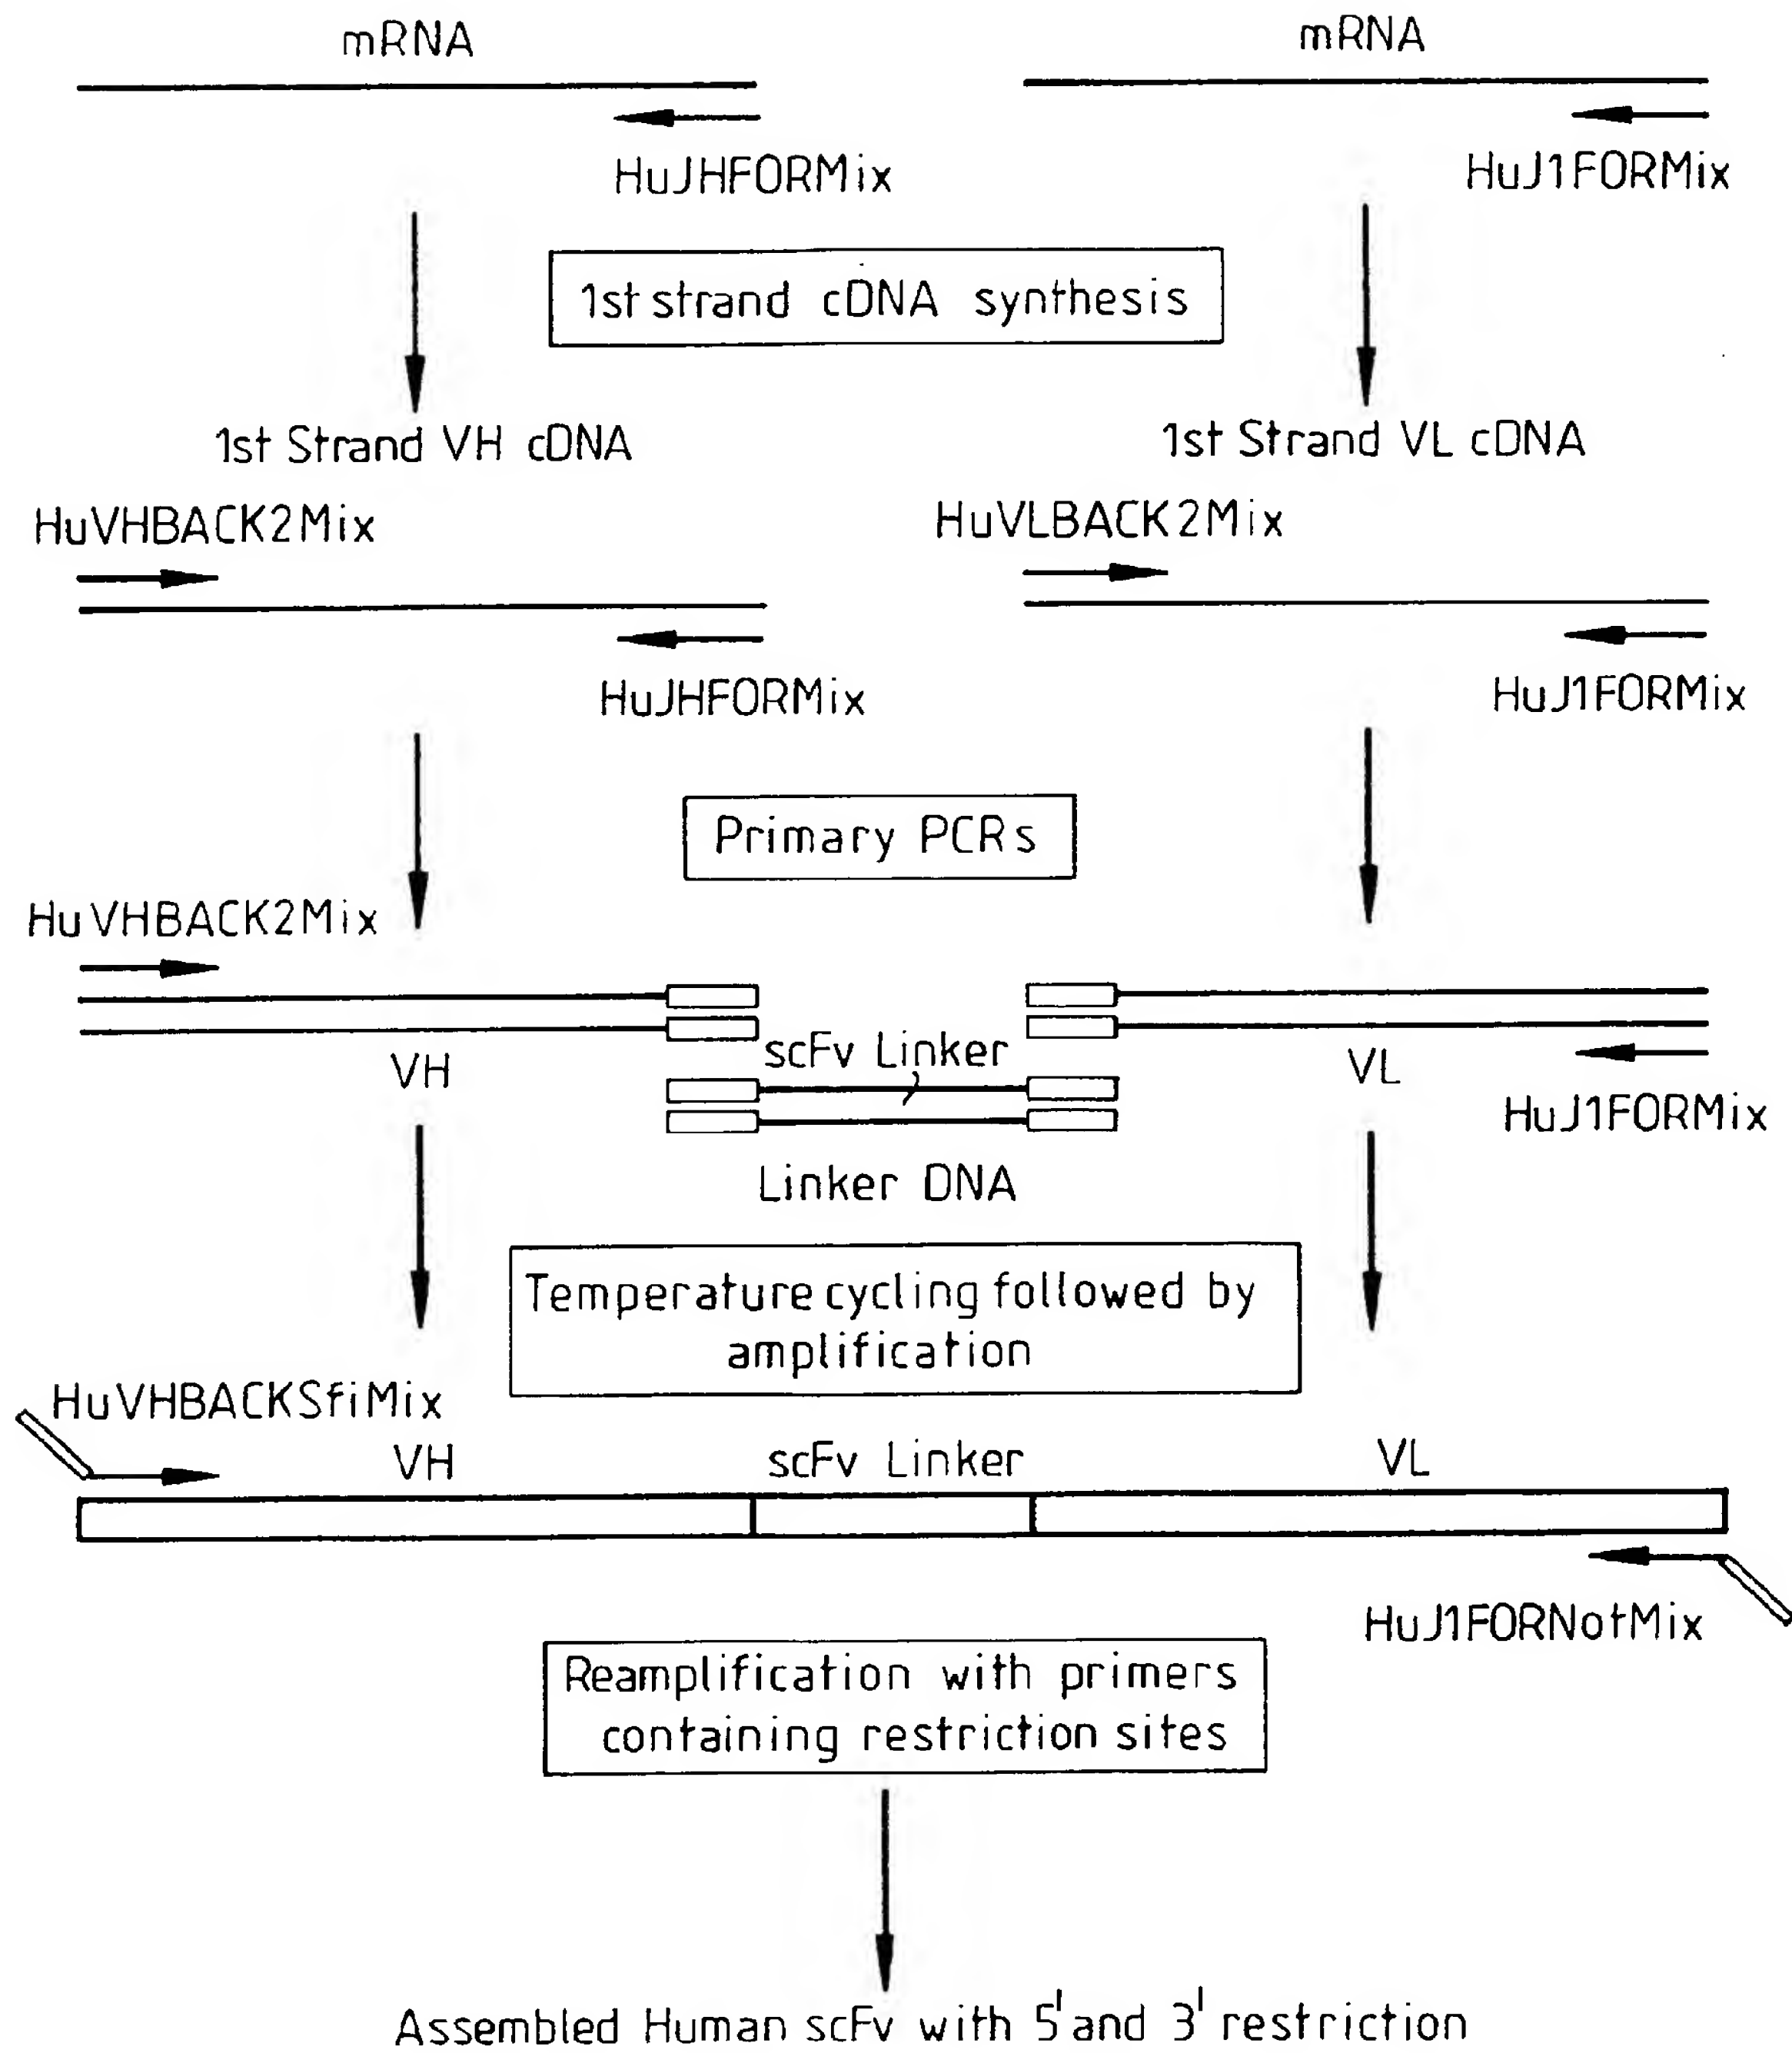 mRNA
mRNA
HuJHFORMix
HuJ1FORMix
1st strand cDNA synthesis
1st Strand VH cDNA
1st Strand VL cDNA
HuVHBACK2Mix
HuVLBACK2Mix
HuJHFORMix
HuJ1FORMix
Primary PCRs
HuVHBACK2Mix
scFv Linker
VH
VL
HuJ1FORMix
Linker DNA
Temperature cycling followed by
amplification
HuVHBACKSfiMix
VH
scFv Linker
VL
HuJ1FORNotMix
Reamplification with primers
containing restriction sites
Assembled Human scFv with 5' and 3' restriction